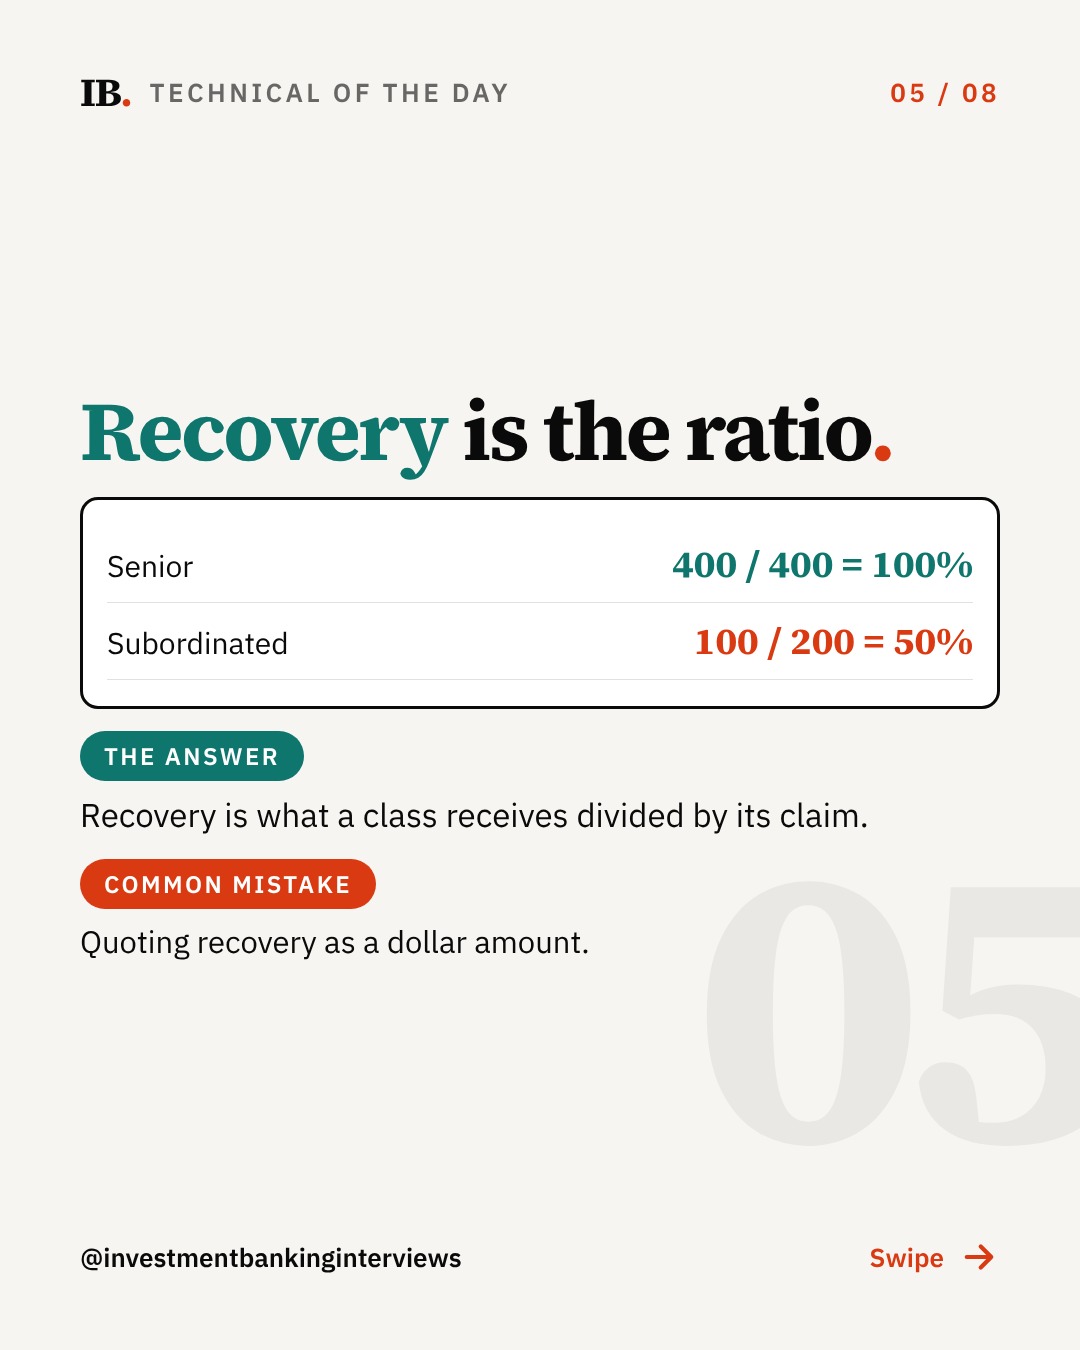 IB. TECHNICAL OF THE DAY
05 / 08
Recovery is the ratio.
Senior 400 / 400 = 100%
Subordinated 100 / 200 = 50%
THE ANSWER
Recovery is what a class receives divided by its claim.
COMMON MISTAKE
Quoting recovery as a dollar amount.
05
@investmentbankinginterviews
Swipe →